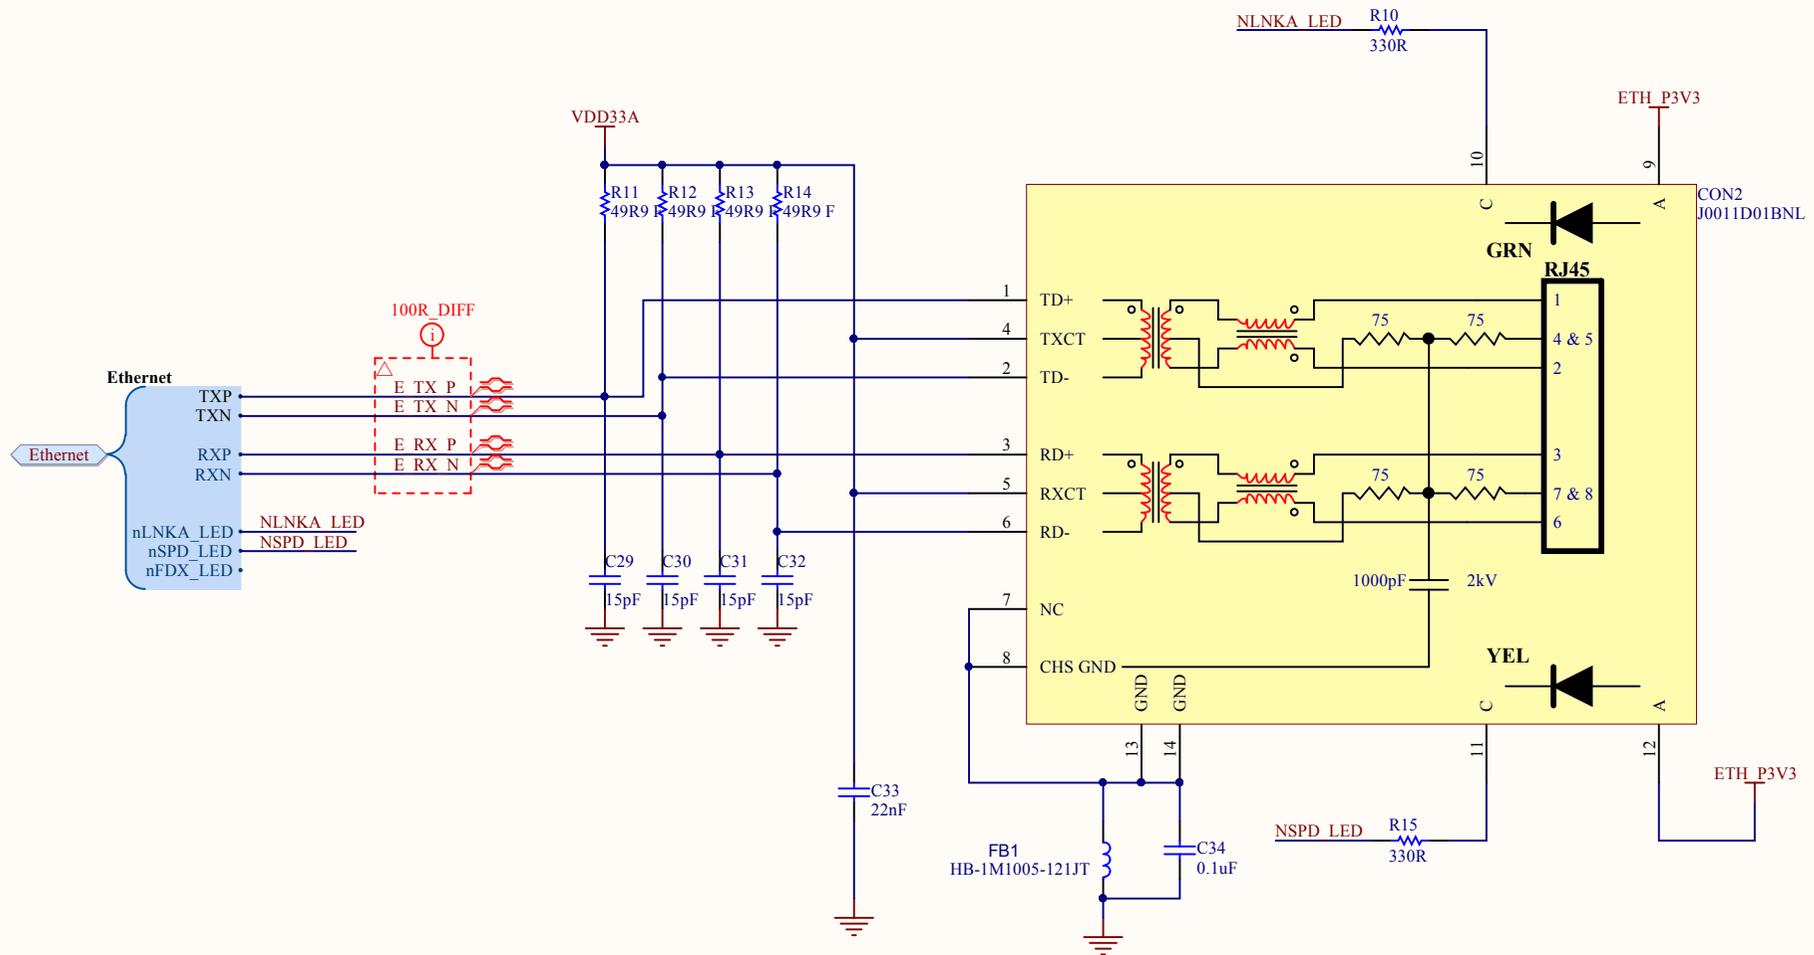 NLNKA_LED
R10
330R
ETH_P3V3
VDD33A
10
9
R11
49R9 F
R12
49R9 F
R13
49R9 F
R14
49R9 F
C
A
CON2
J0011D01BNL
GRN
RJ45
100R_DIFF
i
1
TD+
1
75
75
4
TXCT
4 & 5
2
TD-
2
Ethernet
TXP
E_TX_P
TXN
E_TX_N
Ethernet
RXP
E_RX_P
RXN
E_RX_N
3
RD+
3
75
75
5
RXCT
7 & 8
6
RD-
6
nLNKA_LED
NLNKA_LED
nSPD_LED
NSPD_LED
nFDX_LED
C29
15pF
C30
15pF
C31
15pF
C32
15pF
1000pF
2kV
7
NC
8
CHS GND
YEL
GND
GND
C
A
13
14
11
12
ETH_P3V3
C33
22nF
FB1
HB-1M1005-121JT
C34
0.1uF
NSPD_LED
R15
330R